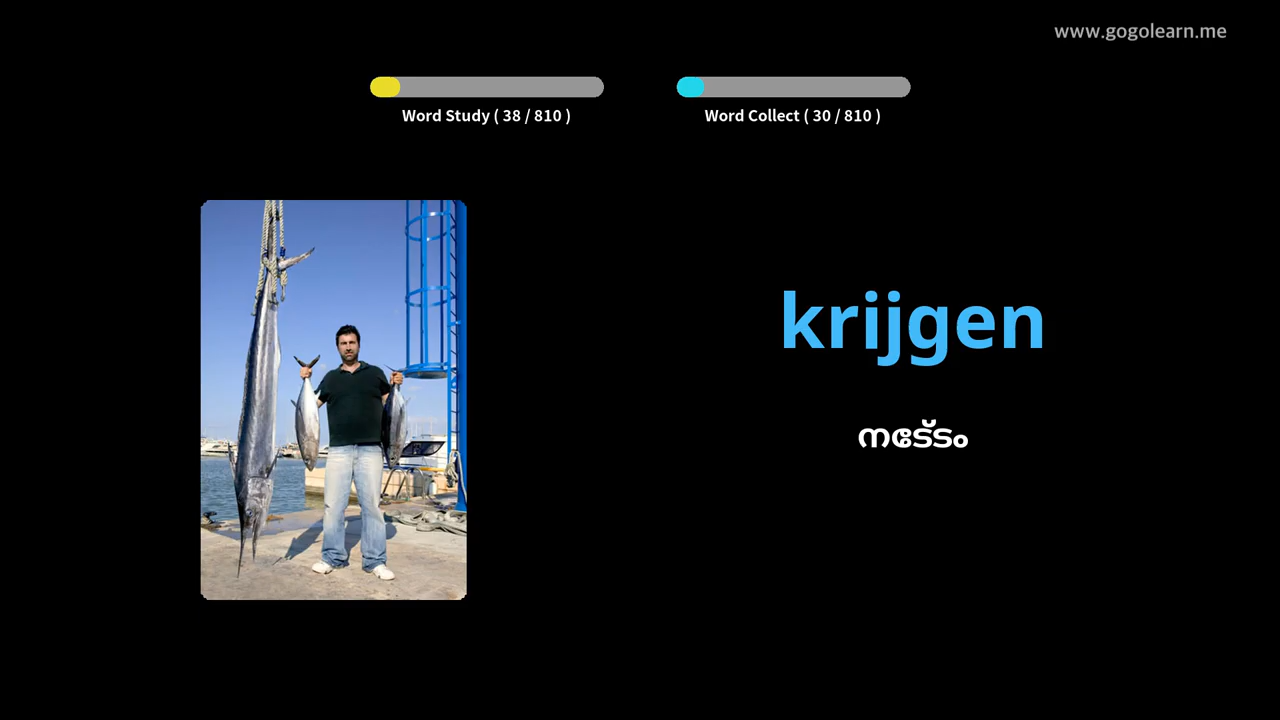 www.gogolearn.me
Word Study ( 38 / 810 )
Word Collect ( 30 / 810 )
krijgen
നേട്ടം